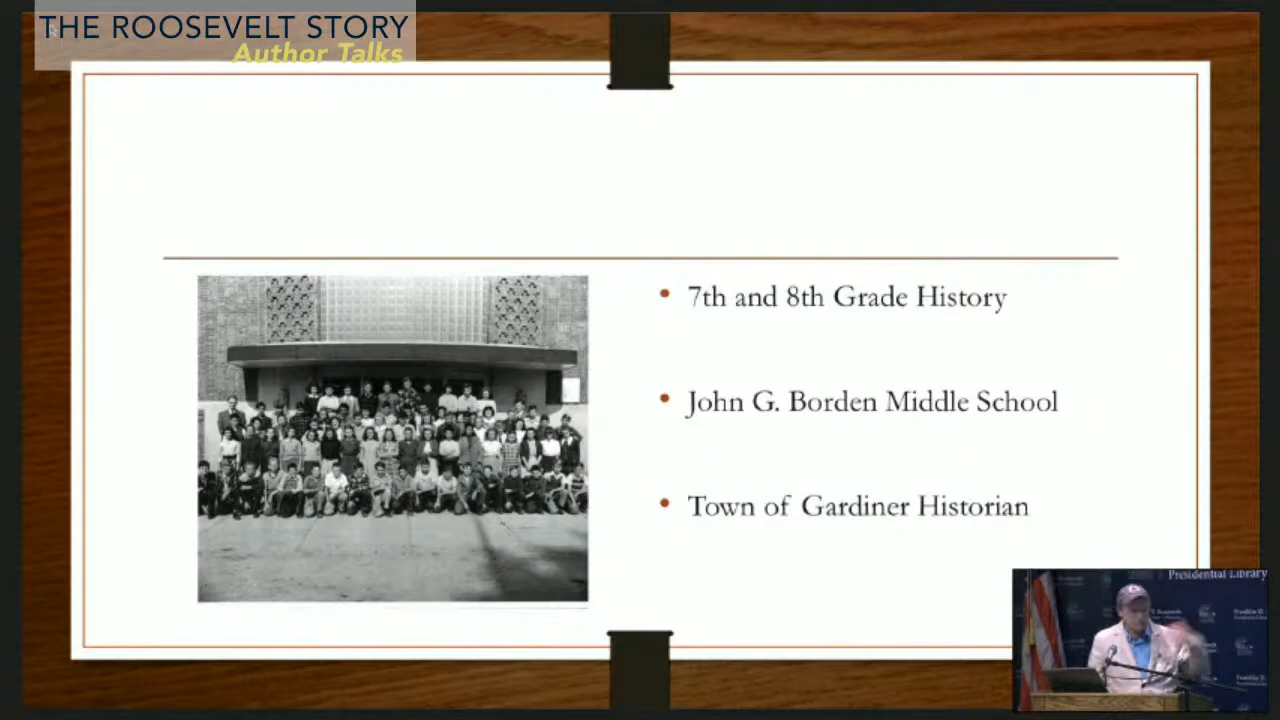 THE ROOSEVELT STORY
Author Talks
7th and 8th Grade History
John G. Borden Middle School
Town of Gardiner Historian
Presidential Library
Franklin D.